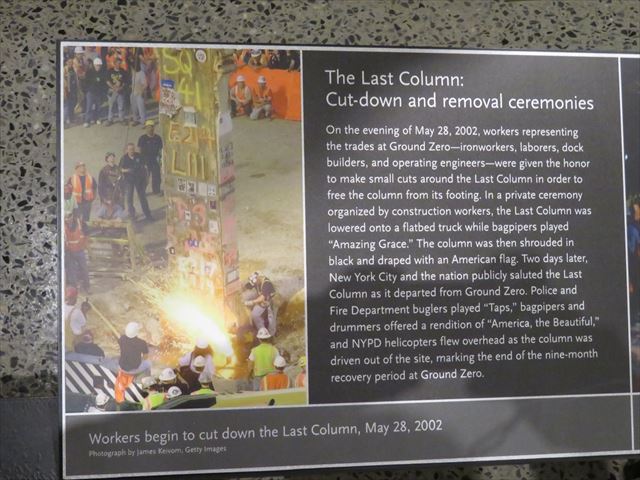 The Last Column:
Cut-down and removal ceremonies
On the evening of May 28, 2002, workers representing
the trades at Ground Zero—ironworkers, laborers, dock
builders, and operating engineers—were given the honor
to make small cuts around the Last Column in order to
free the column from its footing. In a private ceremony
organized by construction workers, the Last Column was
lowered onto a flatbed truck while bagpipers played
“Amazing Grace.” The column was then shrouded in
black and draped with an American flag. Two days later,
New York City and the nation publicly saluted the Last
Column as it departed from Ground Zero. Police and
Fire Department buglers played “Taps,” bagpipers and
drummers offered a rendition of “America, the Beautiful,”
and NYPD helicopters flew overhead as the column was
driven out of the site, marking the end of the nine-month
recovery period at Ground Zero.
SQ
41
Workers begin to cut down the Last Column, May 28, 2002
Photograph by James Keivom, Getty Images